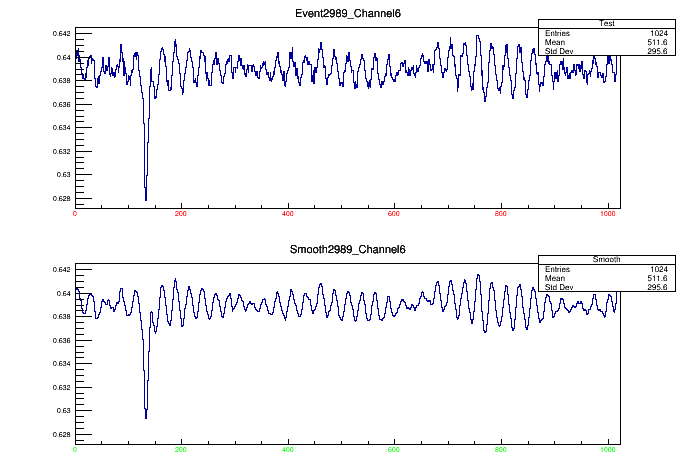 Event2989_Channel6
Test
Entries 1024
Mean 511.6
Std Dev 295.6
0.642
0.64
0.638
0.636
0.634
0.632
0.63
0.628
0 200 400 600 800 1000
Smooth2989_Channel6
Smooth
Entries 1024
Mean 511.6
Std Dev 295.6
0.642
0.64
0.638
0.636
0.634
0.632
0.63
0.628
0 200 400 600 800 1000